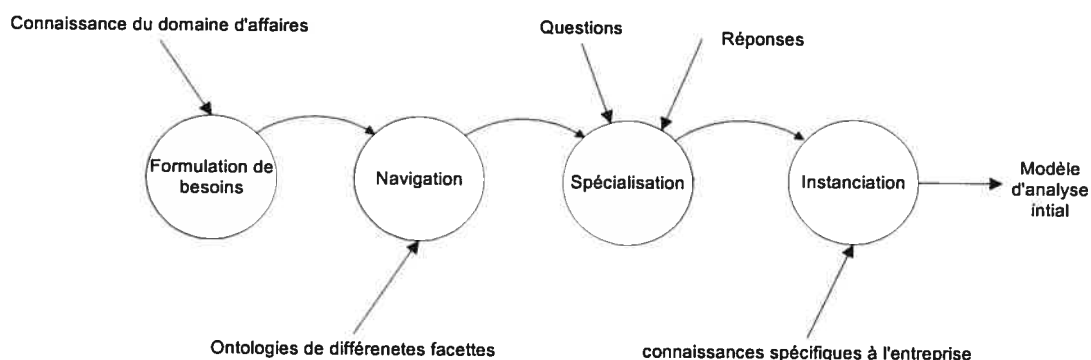 Connaissance du domaine d'affaires
Questions
Réponses
Formulation de
besoins
Navigation
Spécialisation
Instanciation
Modèle
d'analyse
intial
Ontologies de différenetes facettes
connaissances spécifiques à l'entreprise